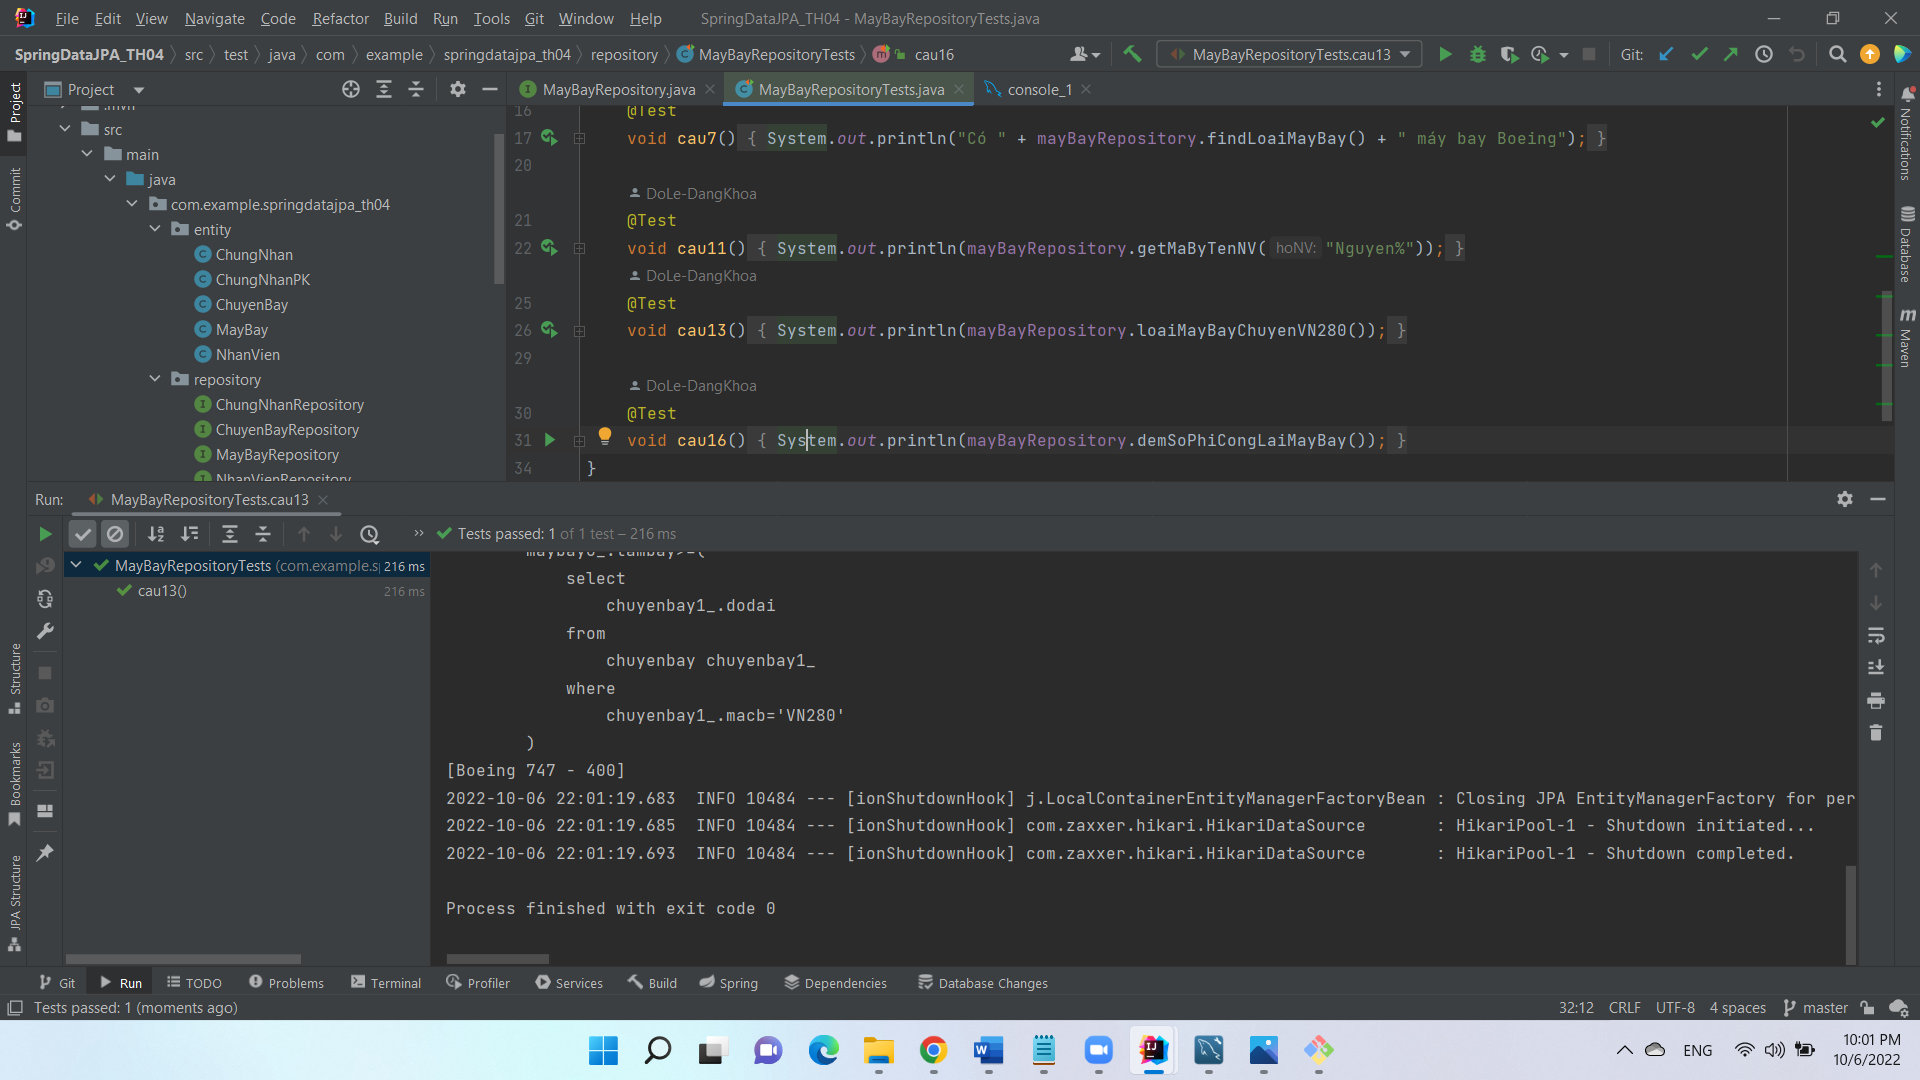 File Edit View Navigate Code Refactor Build Run Tools Git Window Help SpringDataJPA_TH04 - MayBayRepositoryTests.java
SpringDataJPA_TH04 src test java com example springdatajpa_th04 repository MayBayRepositoryTests cau16 MayBayRepositoryTests.cau13 Git:
Project
MayBayRepository.java MayBayRepositoryTests.java console_1
.mvn
src
main
java
com.example.springdatajpa_th04
entity
ChungNhan
ChungNhanPK
ChuyenBay
MayBay
NhanVien
repository
ChungNhanRepository
ChuyenBayRepository
MayBayRepository
NhanVienRepository
16 @Test
17 void cau7() { System.out.println("Có " + mayBayRepository.findLoaiMayBay() + " máy bay Boeing"); }
20
DoLe-DangKhoa
21 @Test
22 void cau11() { System.out.println(mayBayRepository.getMaByTenNV( hoNV: "Nguyen%")); }
DoLe-DangKhoa
25 @Test
26 void cau13() { System.out.println(mayBayRepository.loaiMayBayChuyenVN280()); }
29
DoLe-DangKhoa
30 @Test
31 void cau16() { System.out.println(mayBayRepository.demSoPhiCongLaiMayBay()); }
34 }
Project
Commit
Structure
Bookmarks
JPA Structure
Notifications
Database
Maven
Run: MayBayRepositoryTests.cau13
Tests passed: 1 of 1 test – 216 ms
MayBayRepositoryTests (com.example.s 216 ms
cau13() 216 ms
maybay0_.tambay>=(
select
chuyenbay1_.dodai
from
chuyenbay chuyenbay1_
where
chuyenbay1_.macb='VN280'
)
[Boeing 747 - 400]
2022-10-06 22:01:19.683 INFO 10484 --- [ionShutdownHook] j.LocalContainerEntityManagerFactoryBean : Closing JPA EntityManagerFactory for per
2022-10-06 22:01:19.685 INFO 10484 --- [ionShutdownHook] com.zaxxer.hikari.HikariDataSource : HikariPool-1 - Shutdown initiated...
2022-10-06 22:01:19.693 INFO 10484 --- [ionShutdownHook] com.zaxxer.hikari.HikariDataSource : HikariPool-1 - Shutdown completed.
Process finished with exit code 0
Git Run TODO Problems Terminal Profiler Services Build Spring Dependencies Database Changes
Tests passed: 1 (moments ago) 32:12 CRLF UTF-8 4 spaces master
ENG 10:01 PM
10/6/2022